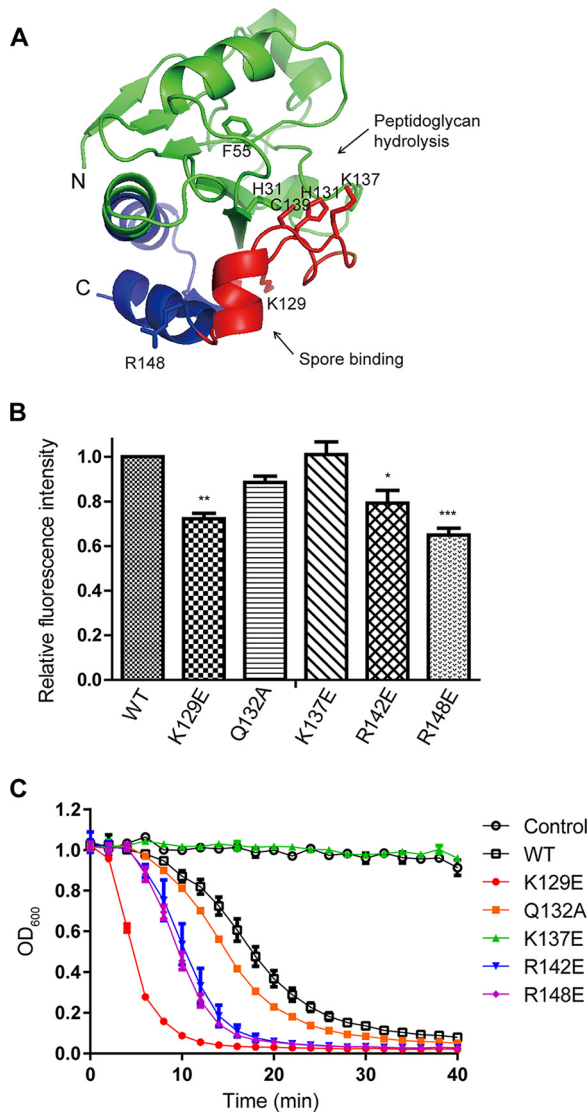 A
F55
Peptidoglycan
hydrolysis
N
H31
H131
K137
C139
C
K129
R148
Spore binding
B
Relative fluorescence intensity
1.0
0.8
0.6
0.4
0.2
0.0
**
*
***
WT
K129E
Q132A
K137E
R142E
R148E
C
OD600
1.2
1.0
0.8
0.6
0.4
0.2
0.0
0 10 20 30 40
Time (min)
Control
WT
K129E
Q132A
K137E
R142E
R148E